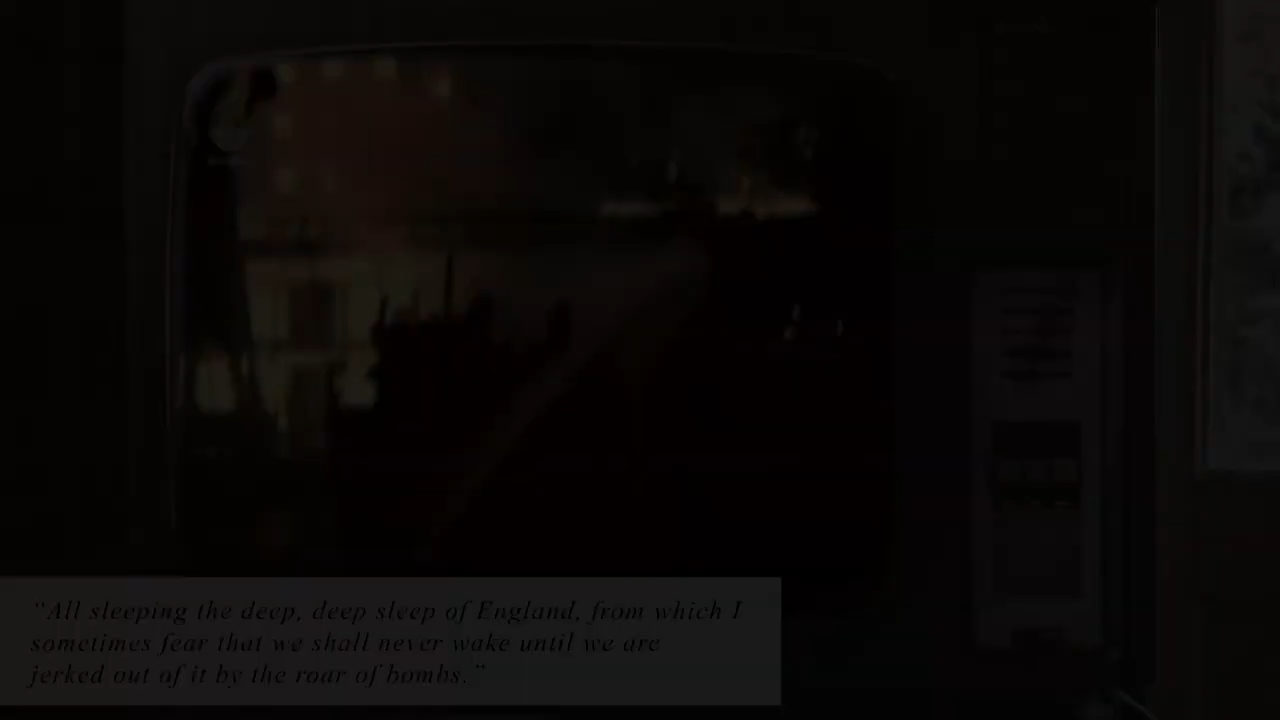 “All sleeping the deep, deep sleep of England, from which I
sometimes fear that we shall never wake until we are
jerked out of it by the roar of bombs.”